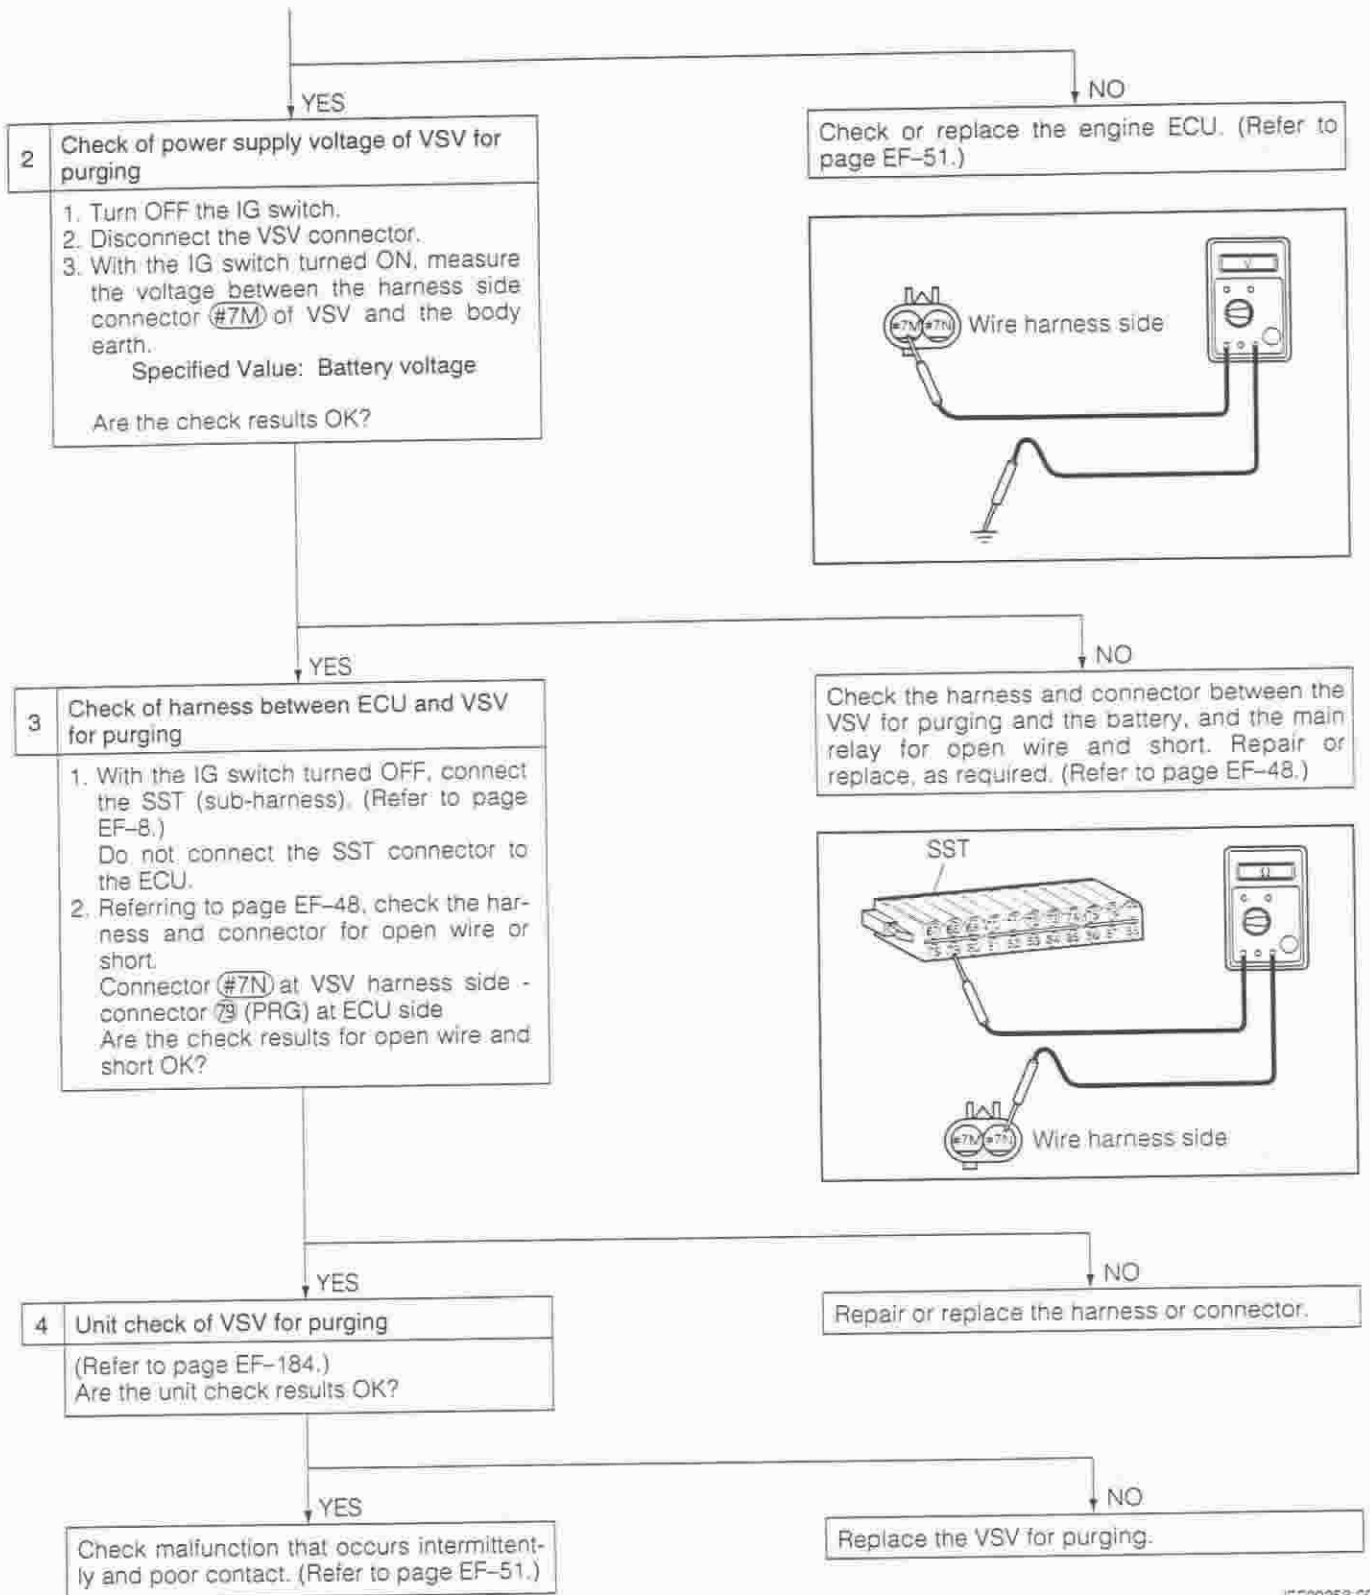 YES
NO
2 Check of power supply voltage of VSV for
purging
1. Turn OFF the IG switch.
2. Disconnect the VSV connector.
3. With the IG switch turned ON, measure
the voltage between the harness side
connector #7M of VSV and the body
earth.
Specified Value: Battery voltage
Are the check results OK?
Check or replace the engine ECU. (Refer to
page EF–51.)
V
#7M #7N Wire harness side
YES
NO
3 Check of harness between ECU and VSV
for purging
1. With the IG switch turned OFF, connect
the SST (sub-harness). (Refer to page
EF–8.)
Do not connect the SST connector to
the ECU.
2. Referring to page EF–48, check the har-
ness and connector for open wire or
short.
Connector #7N at VSV harness side -
connector 79 (PRG) at ECU side
Are the check results for open wire and
short OK?
Check the harness and connector between the
VSV for purging and the battery, and the main
relay for open wire and short. Repair or
replace, as required. (Refer to page EF–48.)
SST
Ω
#7M #7N Wire harness side
YES
NO
4 Unit check of VSV for purging
(Refer to page EF–184.)
Are the unit check results OK?
Repair or replace the harness or connector.
YES
NO
Check malfunction that occurs intermittent-
ly and poor contact. (Refer to page EF–51.)
Replace the VSV for purging.